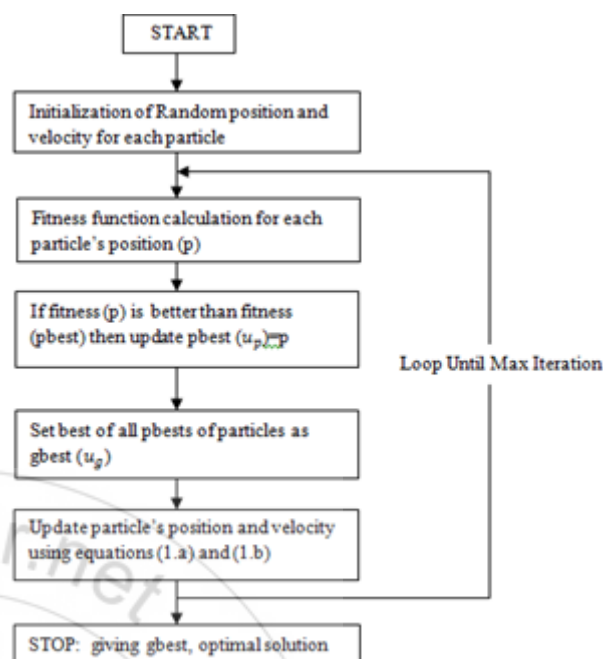 START
Initialization of Random position and
velocity for each particle
Fitness function calculation for each
particle's position (p)
If fitness (p) is better than fitness
(pbest) then update pbest (u_p)=p
Loop Until Max Iteration
Set best of all pbests of particles as
gbest (u_g)
Update particle's position and velocity
using equations (1.a) and (1.b)
STOP: giving gbest, optimal solution
r.net